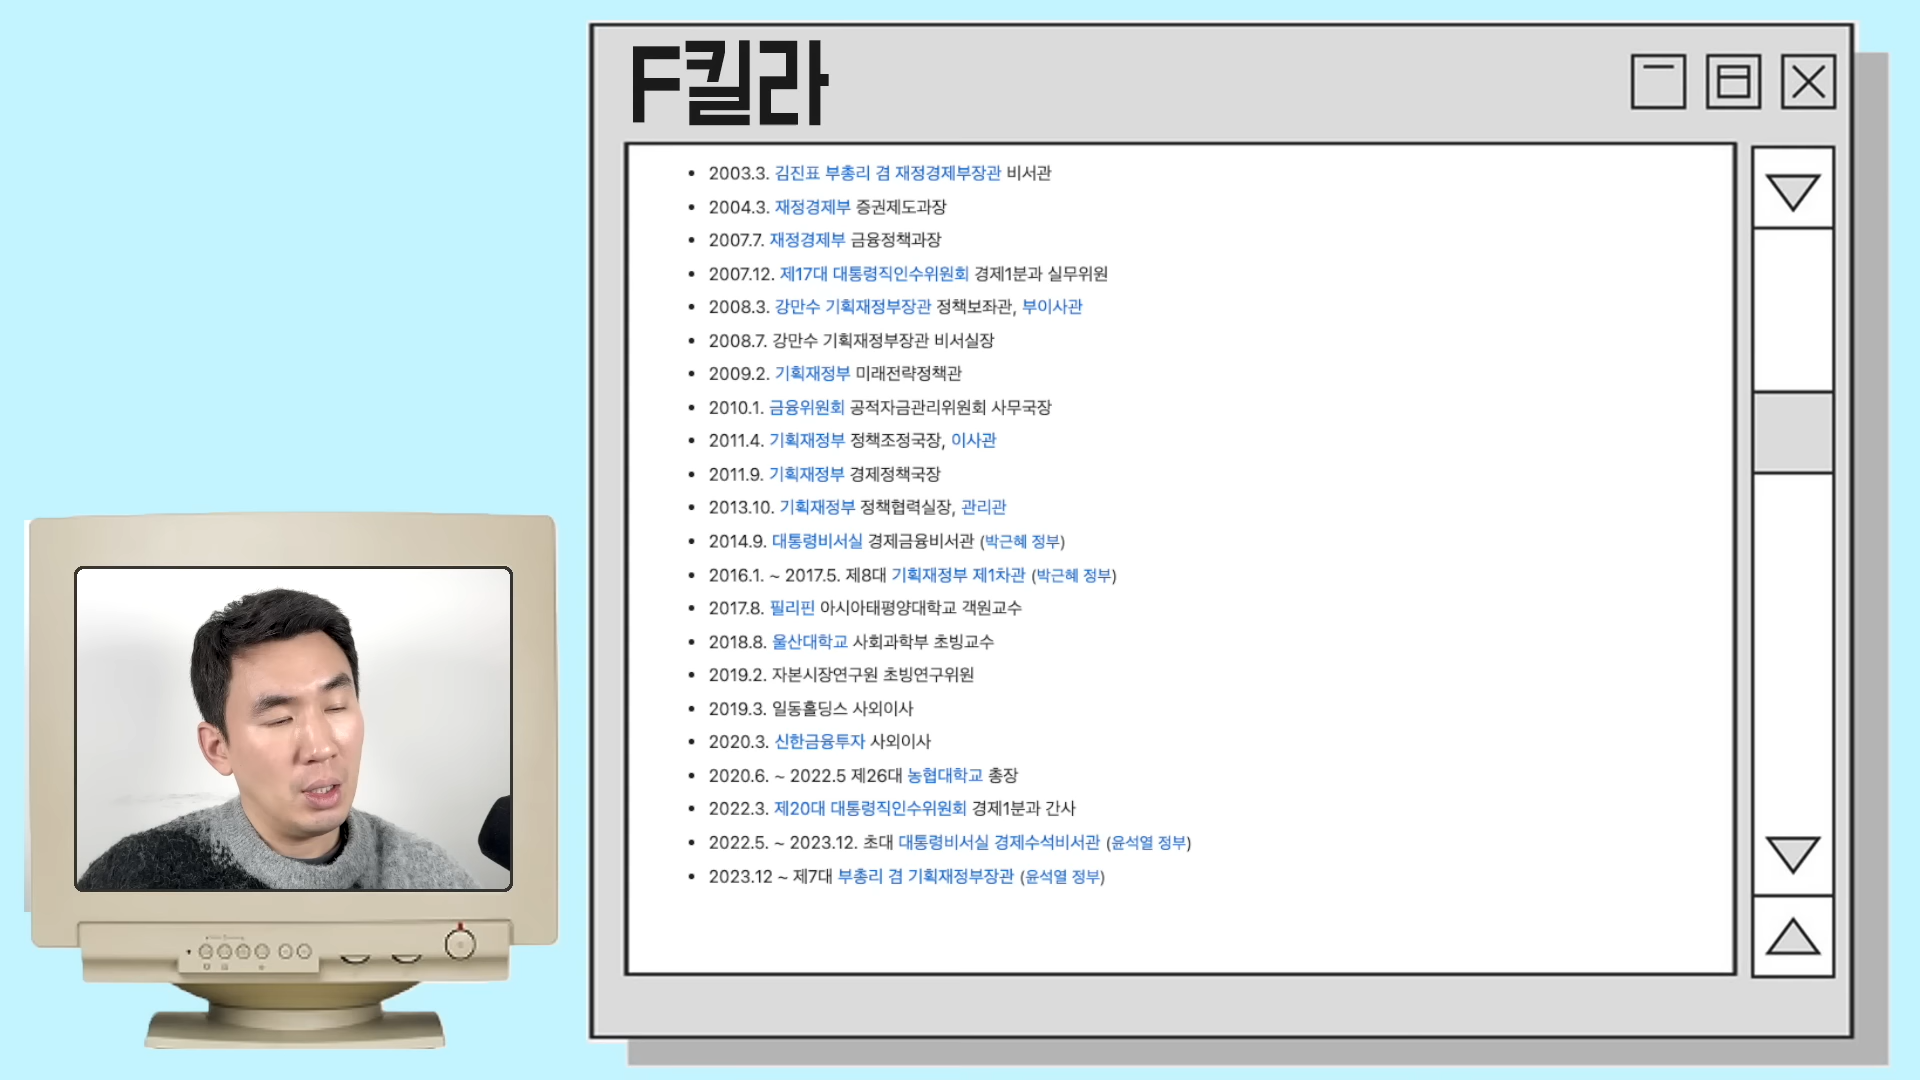 F킬라
• 2003.3. 김진표 부총리 겸 재정경제부장관 비서관
• 2004.3. 재정경제부 증권제도과장
• 2007.7. 재정경제부 금융정책과장
• 2007.12. 제17대 대통령직인수위원회 경제1분과 실무위원
• 2008.3. 강만수 기획재정부장관 정책보좌관, 부이사관
• 2008.7. 강만수 기획재정부장관 비서실장
• 2009.2. 기획재정부 미래전략정책관
• 2010.1. 금융위원회 공적자금관리위원회 사무국장
• 2011.4. 기획재정부 정책조정국장, 이사관
• 2011.9. 기획재정부 경제정책국장
• 2013.10. 기획재정부 정책협력실장, 관리관
• 2014.9. 대통령비서실 경제금융비서관 (박근혜 정부)
• 2016.1. ~ 2017.5. 제8대 기획재정부 제1차관 (박근혜 정부)
• 2017.8. 필리핀 아시아태평양대학교 객원교수
• 2018.8. 울산대학교 사회과학부 초빙교수
• 2019.2. 자본시장연구원 초빙연구위원
• 2019.3. 일동홀딩스 사외이사
• 2020.3. 신한금융투자 사외이사
• 2020.6. ~ 2022.5 제26대 농협대학교 총장
• 2022.3. 제20대 대통령직인수위원회 경제1분과 간사
• 2022.5. ~ 2023.12. 초대 대통령비서실 경제수석비서관 (윤석열 정부)
• 2023.12 ~ 제7대 부총리 겸 기획재정부장관 (윤석열 정부)